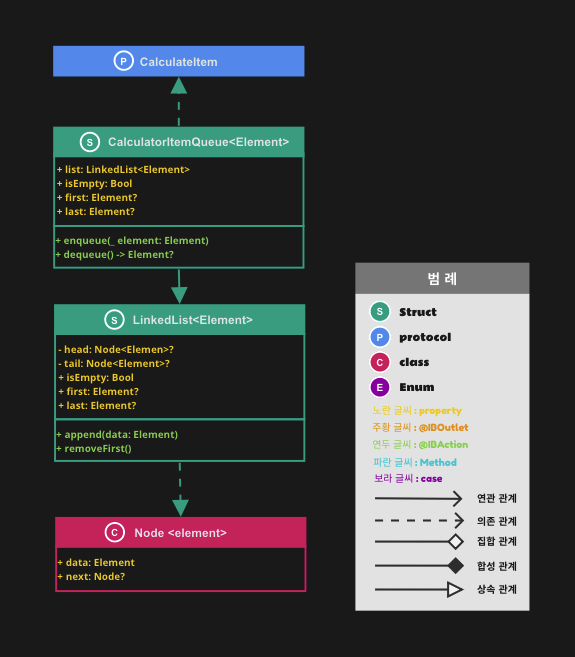 P CalculateItem
S CalculatorItemQueue<Element>
+ list: LinkedList<Element>
+ isEmpty: Bool
+ first: Element?
+ last: Element?
+ enqueue(_ element: Element)
+ dequeue() -> Element?
S LinkedList<Element>
- head: Node<Elemen>?
- tail: Node<Element>?
+ isEmpty: Bool
+ first: Element?
+ last: Element?
+ append(data: Element)
+ removeFirst()
C Node <element>
+ data: Element
+ next: Node?
범 례
S Struct
P protocol
C class
E Enum
노란 글씨 : property
주황 글씨 : @IBOutlet
연두 글씨 : @IBAction
파란 글씨 : Method
보라 글씨 : case
연관 관계
의존 관계
집합 관계
합성 관계
상속 관계